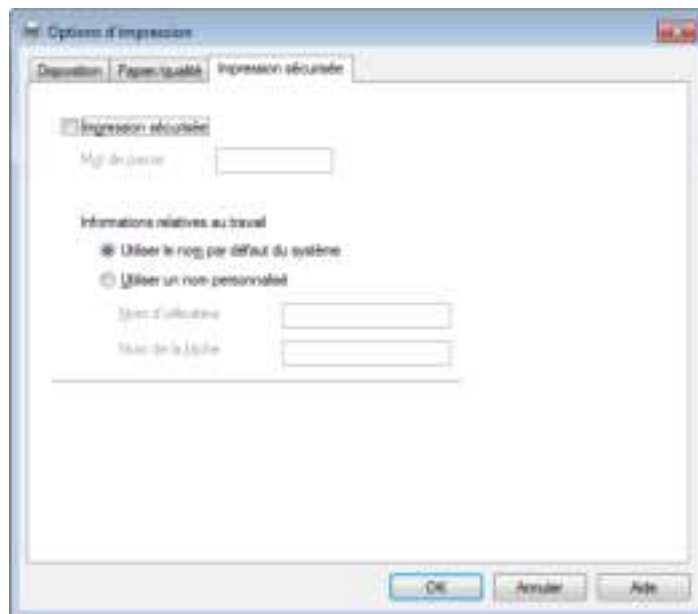 Options d'impression
Disposition
Papier/qualité
Impression sécurisée
Impression sécurisée
Mot de passe
Informations relatives au travail
Utiliser le nom par défaut du système
Utiliser un nom personnalisé
Nom d'utilisateur
Nom de la tâche
OK
Annuler
Aide